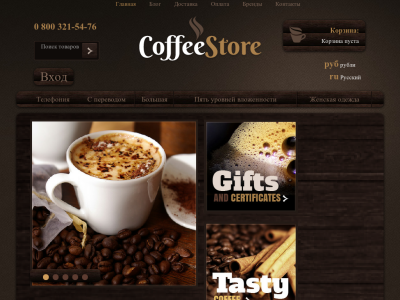 Главная Блог Доставка Оплата Бренды Контакты
0 800 321-54-76
Поиск товаров
Вход
CoffeeStore
Корзина:
Корзина пуста
руб рубли
ru Русский
Телефония С переводом Большая Пять уровней вложенности Женская одежды
Gifts
AND CERTIFICATES
Tasty
COFFEE